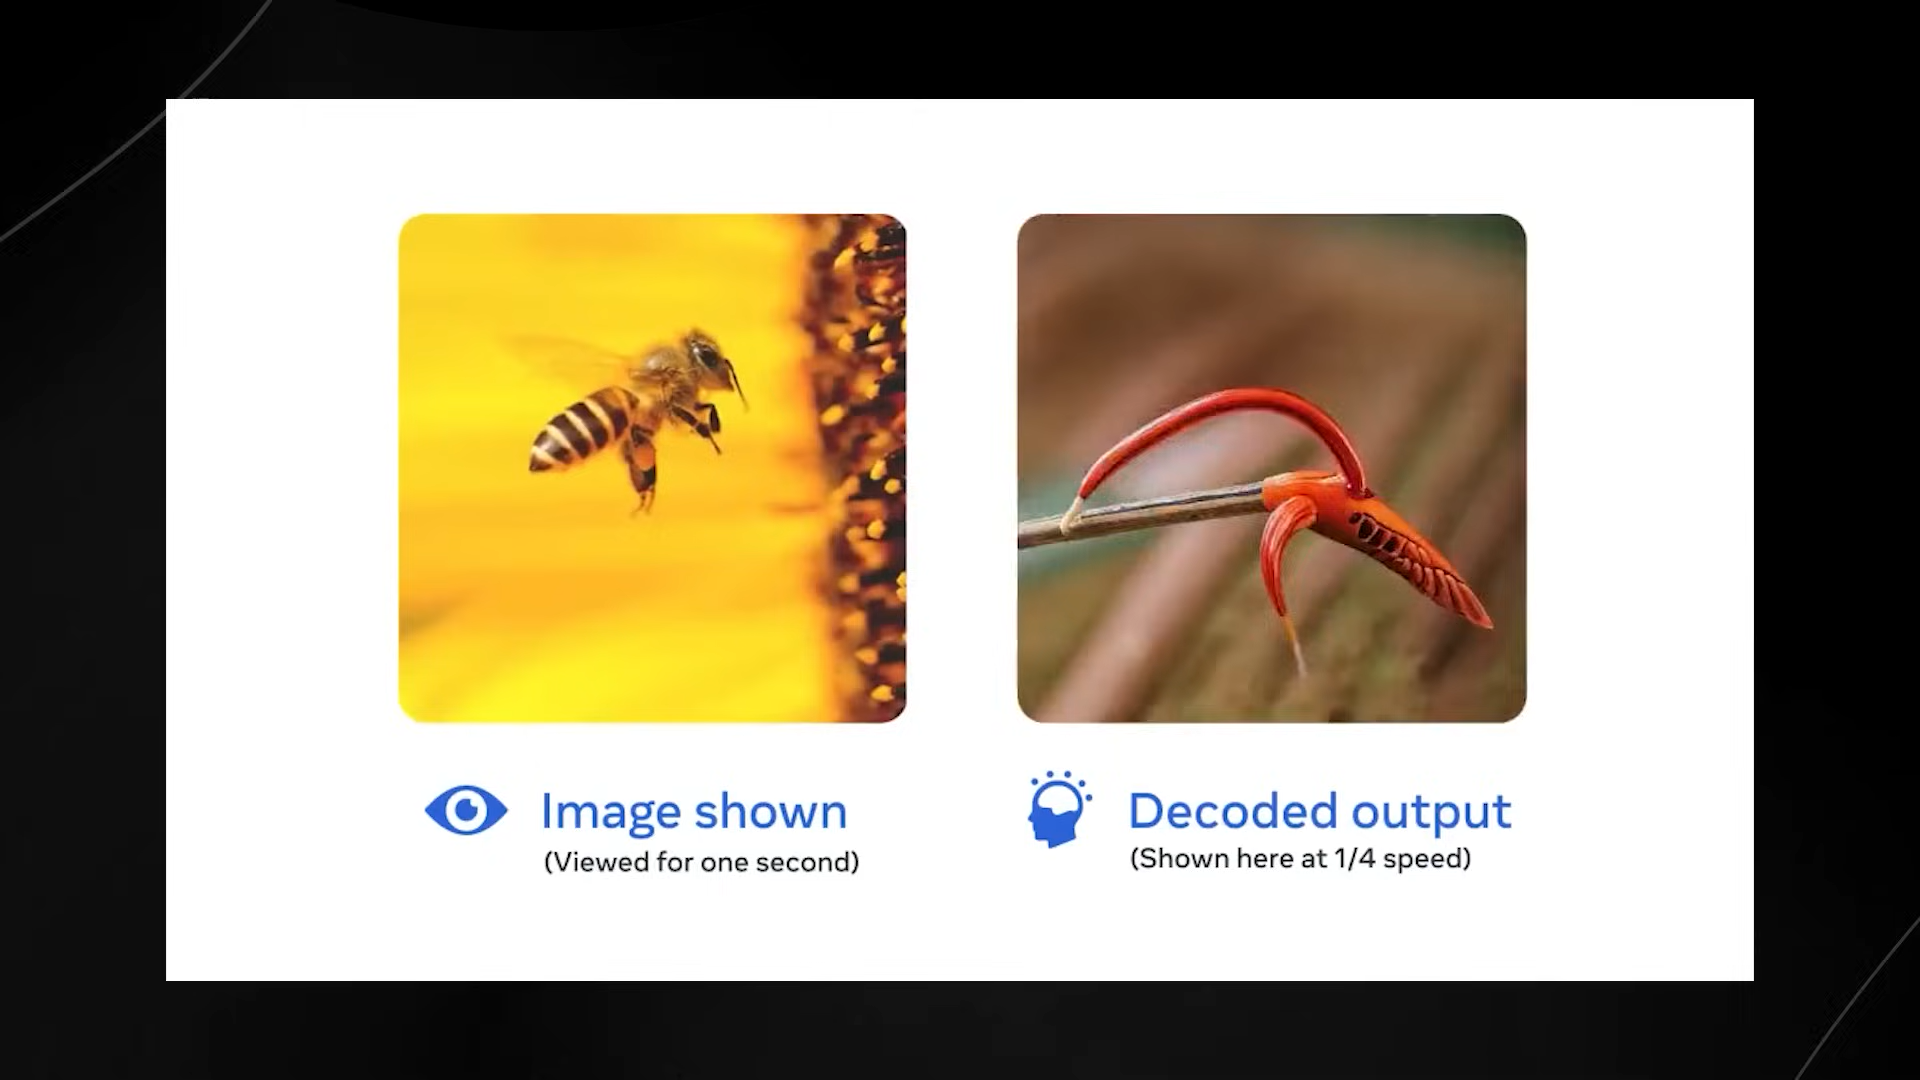 Image shown
(Viewed for one second)
Decoded output
(Shown here at 1/4 speed)